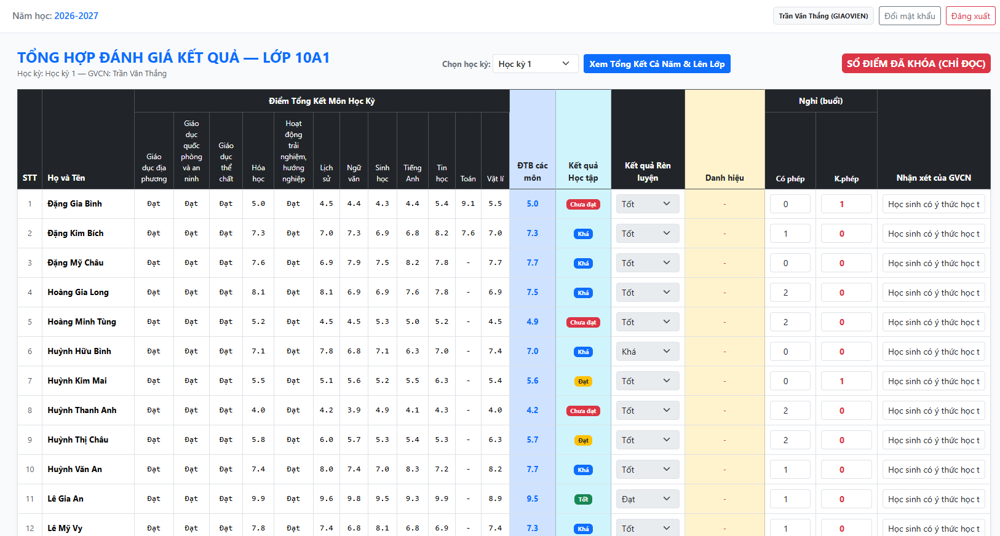 Năm học: 2026-2027
Trần Văn Thắng (GIAOVIEN)
Đổi mật khẩu
Đăng xuất
TỔNG HỢP ĐÁNH GIÁ KẾT QUẢ — LỚP 10A1
Học kỳ: Học kỳ 1 — GVCN: Trần Văn Thắng
Chọn học kỳ: Học kỳ 1
Xem Tổng Kết Cả Năm & Lên Lớp
SỔ ĐIỂM ĐÃ KHÓA (CHỈ ĐỌC)
STT
Họ và Tên
Điểm Tổng Kết Môn Học Kỳ
Giáo
dục địa
phương
Giáo
dục
quốc
phòng
và an
ninh
Giáo
dục
thể
chất
Hóa
học
Hoạt
động
trải
nghiệm,
hướng
nghiệp
Lịch
sử
Ngữ
văn
Sinh
học
Tiếng
Anh
Tin
học
Toán
Vật lí
ĐTB các
môn
Kết quả
Học tập
Kết quả Rèn
luyện
Danh hiệu
Nghỉ (buổi)
Có phép
K.phép
Nhận xét của GVCN
1 Đặng Gia Bình Đạt Đạt Đạt 5.0 Đạt 4.5 4.4 4.3 4.4 5.4 9.1 5.5 5.0 Chưa đạt Tốt - 0 1 Học sinh có ý thức học t
2 Đặng Kim Bích Đạt Đạt Đạt 7.3 Đạt 7.0 7.3 6.9 6.8 8.2 7.6 7.0 7.3 Khá Tốt - 1 0 Học sinh có ý thức học t
3 Đặng Mỹ Châu Đạt Đạt Đạt 7.6 Đạt 6.9 7.9 7.5 8.2 7.8 - 7.7 7.7 Khá Tốt - 0 0 Học sinh có ý thức học t
4 Hoàng Gia Long Đạt Đạt Đạt 8.1 Đạt 8.1 6.9 6.9 7.6 7.8 - 6.9 7.5 Khá Tốt - 2 0 Học sinh có ý thức học t
5 Hoàng Minh Tùng Đạt Đạt Đạt 5.2 Đạt 4.5 4.5 5.3 5.0 5.2 - 4.5 4.9 Chưa đạt Tốt - 2 0 Học sinh có ý thức học t
6 Huỳnh Hữu Bình Đạt Đạt Đạt 7.1 Đạt 7.8 6.8 7.1 6.3 7.0 - 7.4 7.0 Khá Khá - 0 0 Học sinh có ý thức học t
7 Huỳnh Kim Mai Đạt Đạt Đạt 5.5 Đạt 5.1 5.6 5.2 5.5 6.3 - 5.4 5.6 Đạt Tốt - 0 1 Học sinh có ý thức học t
8 Huỳnh Thanh Anh Đạt Đạt Đạt 4.0 Đạt 4.2 3.9 4.9 4.1 4.3 - 4.0 4.2 Chưa đạt Tốt - 2 0 Học sinh có ý thức học t
9 Huỳnh Thị Châu Đạt Đạt Đạt 5.8 Đạt 6.0 5.7 5.3 5.4 5.3 - 6.3 5.7 Đạt Tốt - 2 0 Học sinh có ý thức học t
10 Huỳnh Văn An Đạt Đạt Đạt 7.4 Đạt 8.0 7.4 7.0 8.3 7.2 - 8.2 7.7 Khá Tốt - 1 0 Học sinh có ý thức học t
11 Lê Gia An Đạt Đạt Đạt 9.9 Đạt 9.6 9.8 9.5 9.3 9.9 - 8.9 9.5 Tốt Đạt - 1 0 Học sinh có ý thức học t
12 Lê Mỹ Vy Đạt Đạt Đạt 7.8 Đạt 7.4 6.8 8.1 6.8 6.9 - 7.4 7.3 Khá Tốt - 1 0 Học sinh có ý thức học t